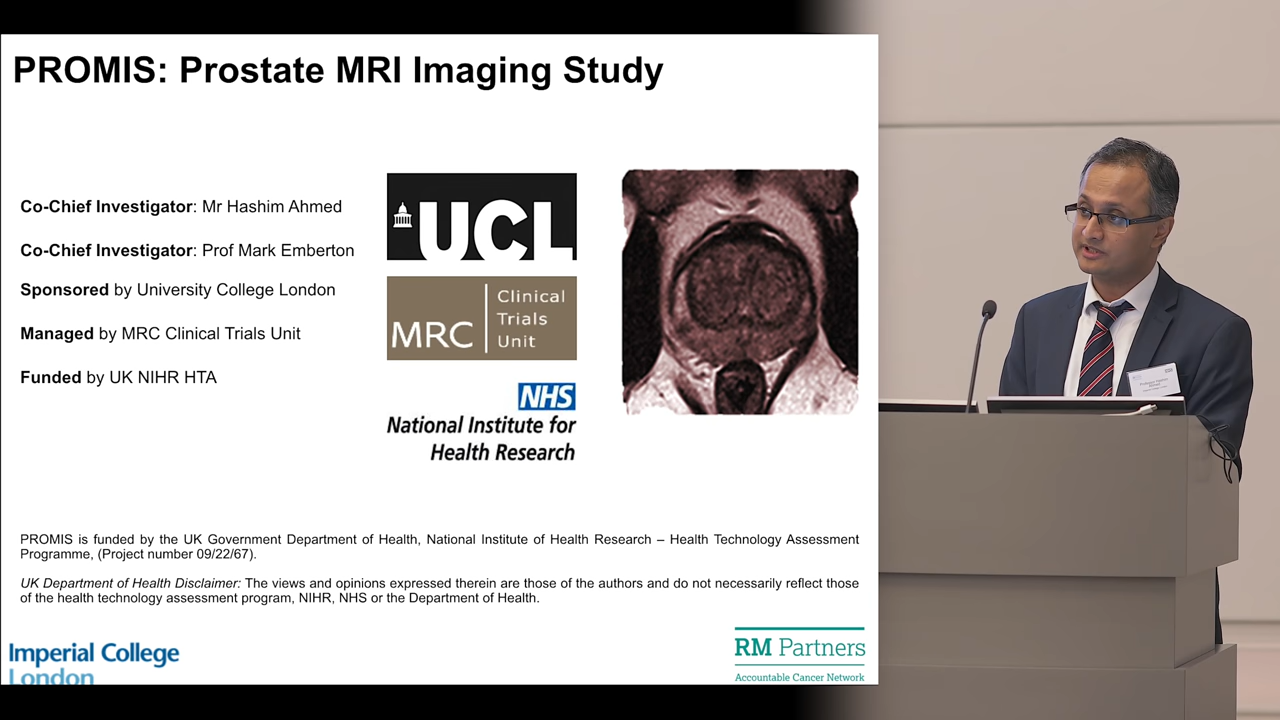 PROMIS: Prostate MRI Imaging Study
Co-Chief Investigator: Mr Hashim Ahmed
Co-Chief Investigator: Prof Mark Emberton
Sponsored by University College London
Managed by MRC Clinical Trials Unit
Funded by UK NIHR HTA
UCL
MRC
Clinical
Trials
Unit
NHS
National Institute for
Health Research
PROMIS is funded by the UK Government Department of Health, National Institute of Health Research – Health Technology Assessment
Programme, (Project number 09/22/67).
UK Department of Health Disclaimer: The views and opinions expressed therein are those of the authors and do not necessarily reflect those
of the health technology assessment program, NIHR, NHS or the Department of Health.
Imperial College
London
RM Partners
Accountable Cancer Network
Professor Hashim